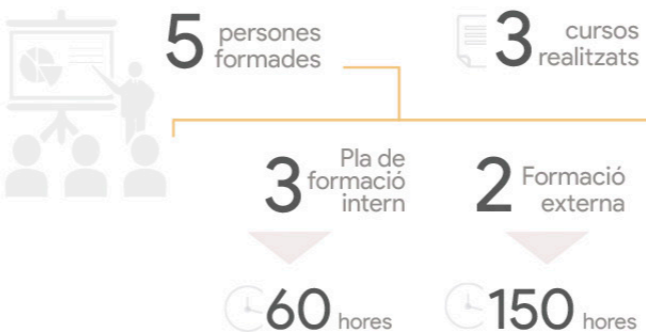 5 persones
formades
3 cursos
realitzats
3 Pla de
formació
intern
2 Formació
externa
60 hores
150 hores